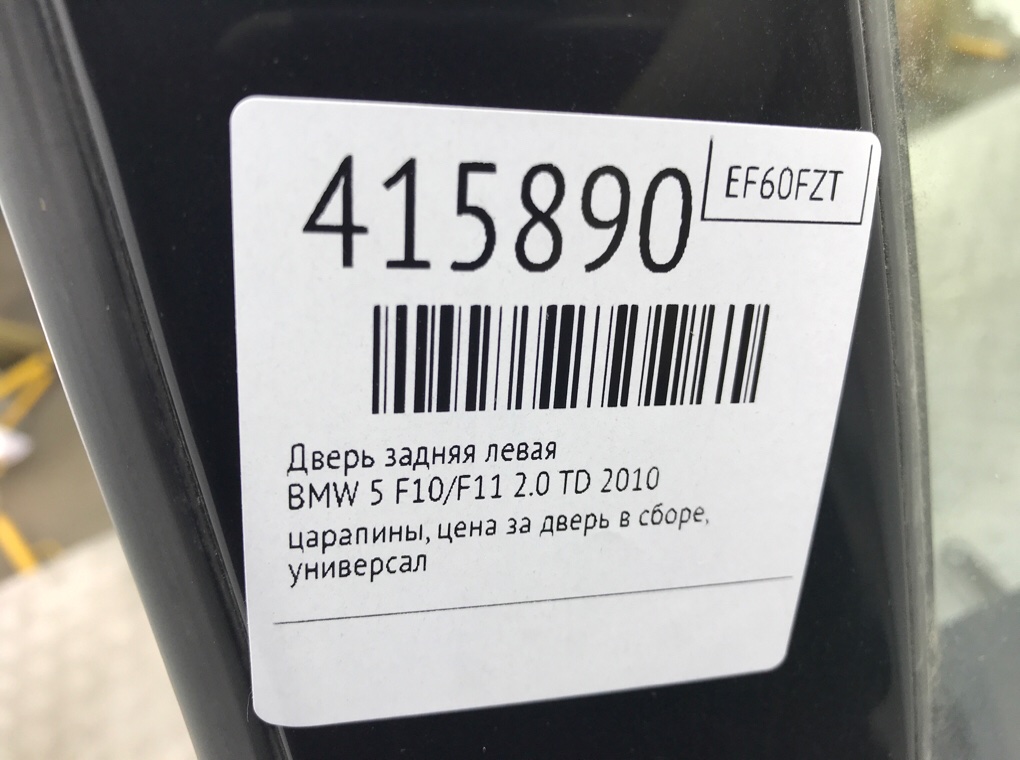 415890
EF60FZT
Дверь задняя левая
BMW 5 F10/F11 2.0 TD 2010
царапины, цена за дверь в сборе,
универсал